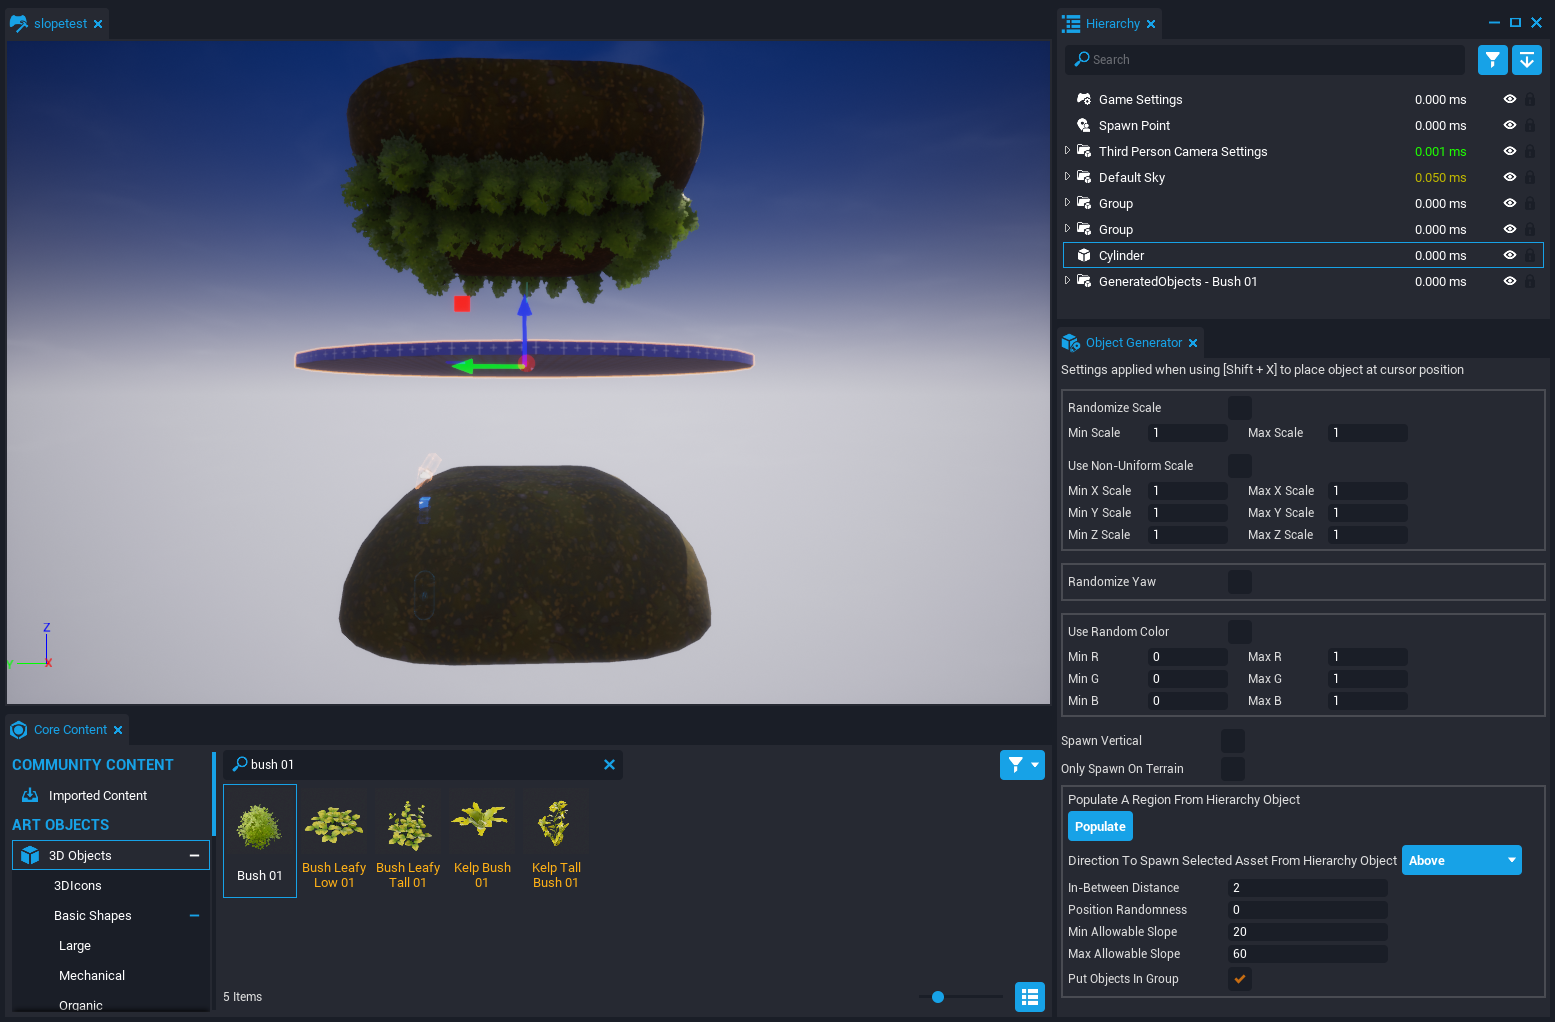 slopetest
Z
Y
X
Hierarchy
Search
Game Settings 0.000 ms
Spawn Point 0.000 ms
Third Person Camera Settings 0.001 ms
Default Sky 0.050 ms
Group 0.000 ms
Group 0.000 ms
Cylinder 0.000 ms
GeneratedObjects - Bush 01 0.000 ms
Object Generator
Settings applied when using [Shift + X] to place object at cursor position
Randomize Scale
Min Scale 1 Max Scale 1
Use Non-Uniform Scale
Min X Scale 1 Max X Scale 1
Min Y Scale 1 Max Y Scale 1
Min Z Scale 1 Max Z Scale 1
Randomize Yaw
Use Random Color
Min R 0 Max R 1
Min G 0 Max G 1
Min B 0 Max B 1
Spawn Vertical
Only Spawn On Terrain
Populate A Region From Hierarchy Object
Populate
Direction To Spawn Selected Asset From Hierarchy Object Above
In-Between Distance 2
Position Randomness 0
Min Allowable Slope 20
Max Allowable Slope 60
Put Objects In Group
Core Content
COMMUNITY CONTENT
Imported Content
ART OBJECTS
3D Objects
3DIcons
Basic Shapes
Large
Mechanical
Organic
bush 01
Bush 01
Bush Leafy
Low 01
Bush Leafy
Tall 01
Kelp Bush
01
Kelp Tall
Bush 01
5 Items